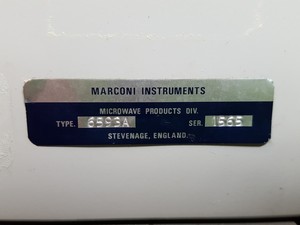 MARCONI INSTRUMENTS
MICROWAVE PRODUCTS DIV.
TYPE. 6593A SER. 1565
STEVENAGE, ENGLAND.